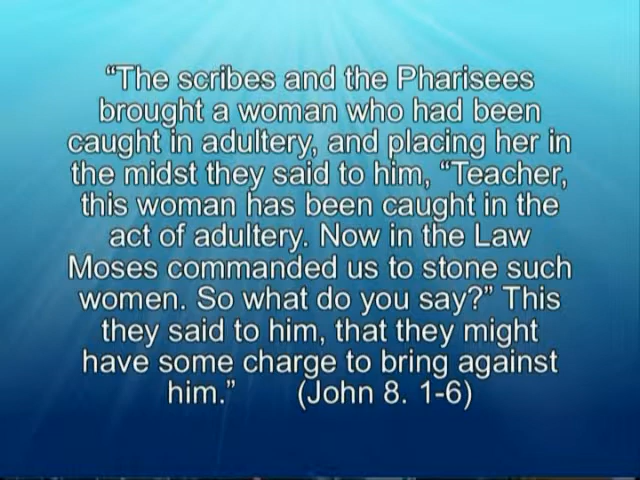 “The scribes and the Pharisees
brought a woman who had been
caught in adultery, and placing her in
the midst they said to him, “Teacher,
this woman has been caught in the
act of adultery. Now in the Law
Moses commanded us to stone such
women. So what do you say?” This
they said to him, that they might
have some charge to bring against
him.” (John 8. 1-6)